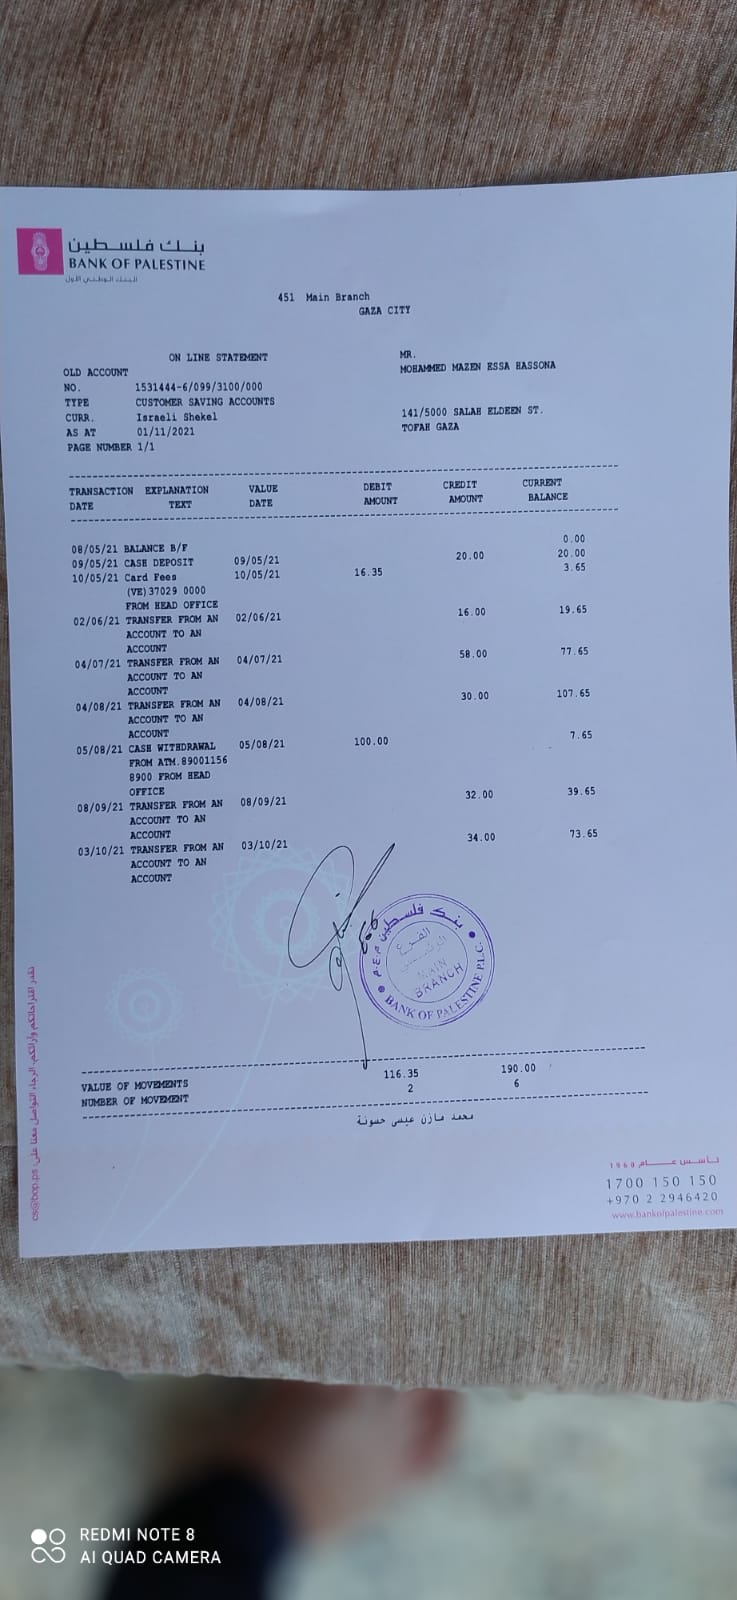 بنك فلسطين
BANK OF PALESTINE
البنك الوطني الأول
451 Main Branch
GAZA CITY
ON LINE STATEMENT
OLD ACCOUNT
NO. 1531444-6/099/3100/000
TYPE CUSTOMER SAVING ACCOUNTS
CURR. Israeli Shekel
AS AT 01/11/2021
PAGE NUMBER 1/1
MR.
MOHAMMED MAZEN ESSA HASSONA
141/5000 SALAH ELDEEN ST.
TOFAH GAZA
TRANSACTION EXPLANATION VALUE DEBIT CREDIT CURRENT
DATE TEXT DATE AMOUNT AMOUNT BALANCE
08/05/21 BALANCE B/F 0.00
09/05/21 CASH DEPOSIT 09/05/21 20.00 20.00
10/05/21 Card Fees 10/05/21 16.35 3.65
(VE)37029 0000
FROM HEAD OFFICE
02/06/21 TRANSFER FROM AN 02/06/21 16.00 19.65
ACCOUNT TO AN
ACCOUNT
04/07/21 TRANSFER FROM AN 04/07/21 58.00 77.65
ACCOUNT TO AN
ACCOUNT
04/08/21 TRANSFER FROM AN 04/08/21 30.00 107.65
ACCOUNT TO AN
ACCOUNT
05/08/21 CASH WITHDRAWAL 05/08/21 100.00 7.65
FROM ATM.89001156
8900 FROM HEAD
OFFICE
08/09/21 TRANSFER FROM AN 08/09/21 32.00 39.65
ACCOUNT TO AN
ACCOUNT
03/10/21 TRANSFER FROM AN 03/10/21 34.00 73.65
ACCOUNT TO AN
ACCOUNT
بنك فلسطين م.ع.م
الفرع
الرئيسي
MAIN
BRANCH
BANK OF PALESTINE P.L.C.
VALUE OF MOVEMENTS 116.35 190.00
NUMBER OF MOVEMENT 2 6
محمد مازن عيسى حسونة
نقدر اقتراحاتكم وآرائكم، الرجاء التواصل معنا على: cs@bop.ps
تأسس عام 1960
1700 150 150
+970 2 2946420
www.bankofpalestine.com
REDMI NOTE 8
AI QUAD CAMERA